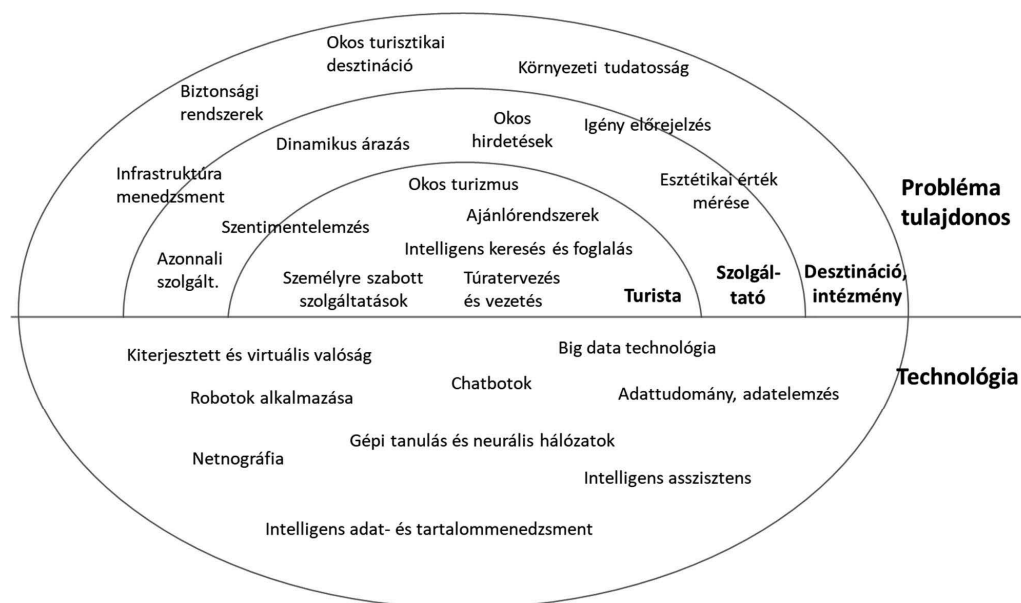 Okos turisztikai
desztináció
Környezeti tudatosság
Biztonsági
rendszerek
Okos
hirdetések
Igény előrejelzés
Dinamikus árazás
Infrastruktúra
menedzsment
Okos turizmus
Esztétikai érték
mérése
Probléma
tulajdonos
Szentimentelemzés
Ajánlórendszerek
Intelligens keresés és foglalás
Azonnali
szolgált.
Személyre szabott
szolgáltatások
Túratervezés
és vezetés
Turista
Szolgál-
tató
Desztináció,
intézmény
Kiterjesztett és virtuális valóság
Big data technológia
Technológia
Chatbotok
Robotok alkalmazása
Adattudomány, adatelemzés
Gépi tanulás és neurális hálózatok
Netnográfia
Intelligens asszisztens
Intelligens adat- és tartalommenedzsment